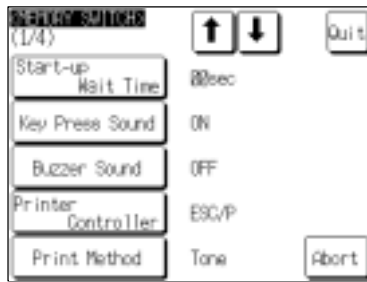 <MEMORY SWITCH>
(1/4)
Quit
Start-up
Wait Time
00sec
Key Press Sound
ON
Buzzer Sound
OFF
Printer
Controller
ESC/P
Print Method
Tone
Abort